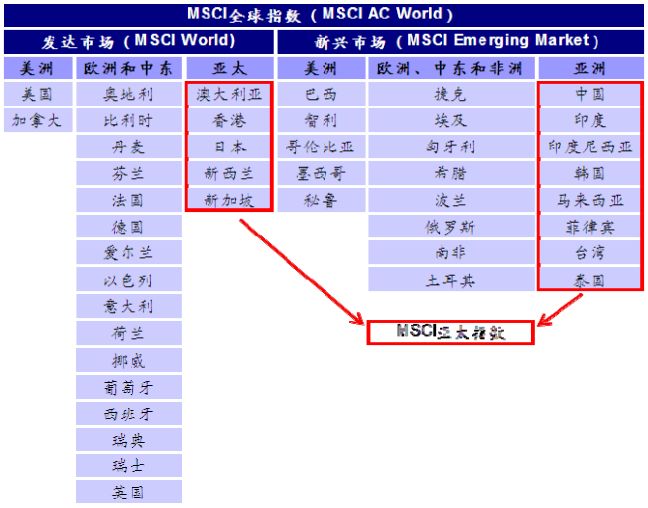 MSCI全球指数（MSCI AC World）
发达市场（MSCI World) 新兴市场（MSCI Emerging Market）
美洲 欧洲和中东 亚太 美洲 欧洲、中东和非洲 亚洲
美国 奥地利 澳大利亚 巴西 捷克 中国
加拿大 比利时 香港 智利 埃及 印度
丹麦 日本 哥伦比亚 匈牙利 印度尼西亚
芬兰 新西兰 墨西哥 希腊 韩国
法国 新加坡 秘鲁 波兰 马来西亚
德国 俄罗斯 菲律宾
爱尔兰 南非 台湾
以色列 土耳其 泰国
意大利
荷兰 MSCI亚太指数
挪威
葡萄牙
西班牙
瑞典
瑞士
英国